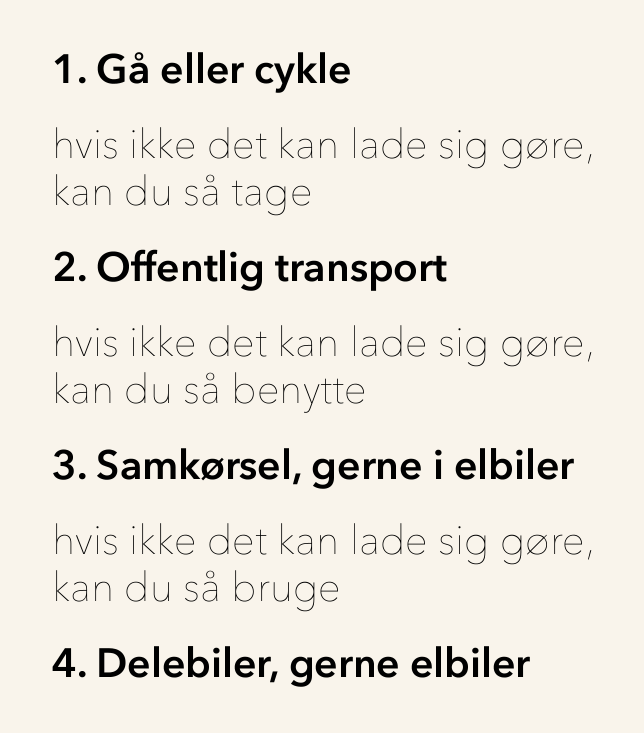 1. Gå eller cykle
hvis ikke det kan lade sig gøre,
kan du så tage
2. Offentlig transport
hvis ikke det kan lade sig gøre,
kan du så benytte
3. Samkørsel, gerne i elbiler
hvis ikke det kan lade sig gøre,
kan du så bruge
4. Delebiler, gerne elbiler